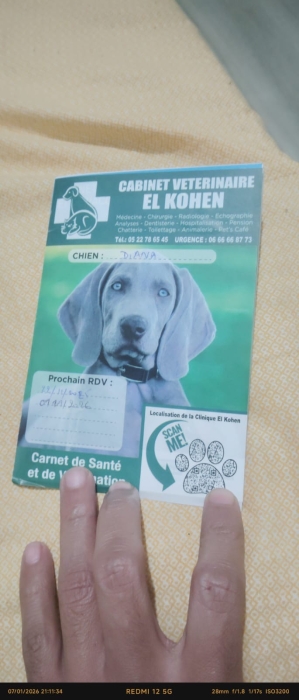 CABINET VETERINAIRE
EL KOHEN
Médecine - Chirurgie - Radiologie - Echographie
Analyses - Dentisterie - Hospitalisation - Pension
Chatterie - Toilettage - Animalerie - Pet's Café
Tél.: 05 22 78 65 45 URGENCE : 06 66 66 87 73
CHIEN :
Prochain RDV :
Localisation de la Clinique El Kohen
SCAN
ME!
Carnet de Santé
et de
07/01/2026 21:11:34 REDMI 12 5G 28mm f/1.8 1/17s ISO3200